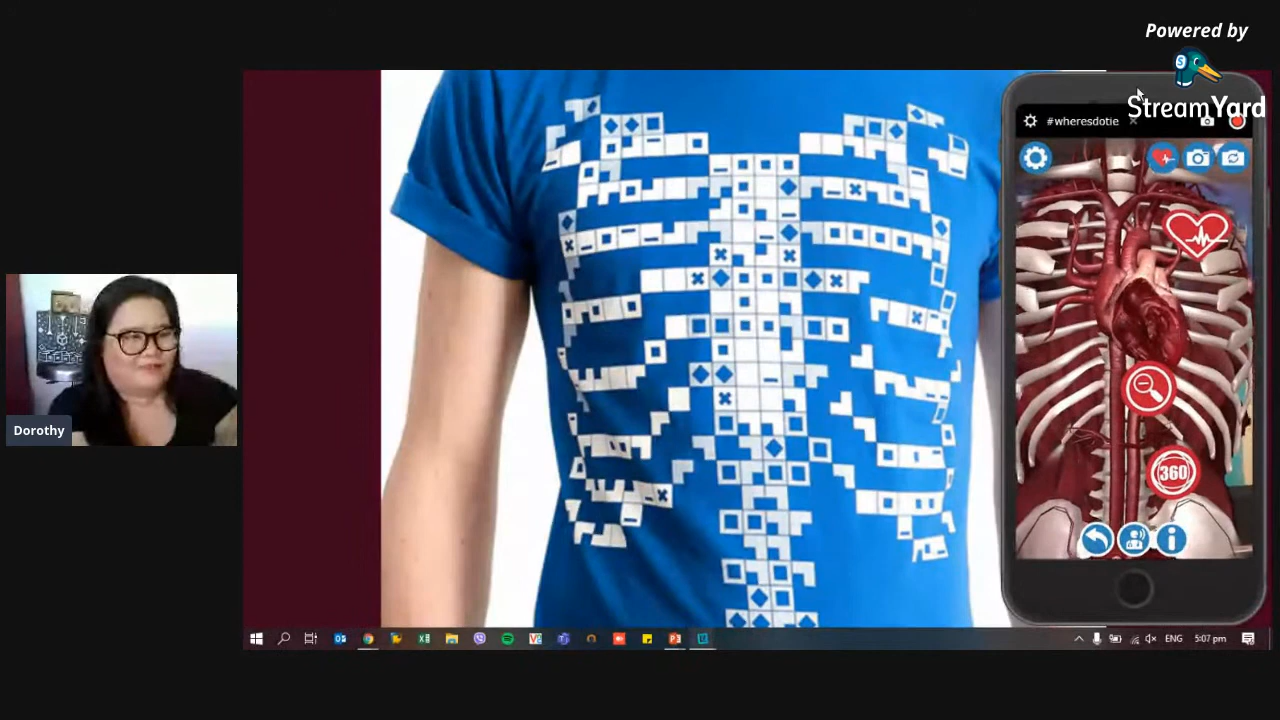 Powered by
StreamYard
#wheresdotie
360
Dorothy
ENG
5:07 pm